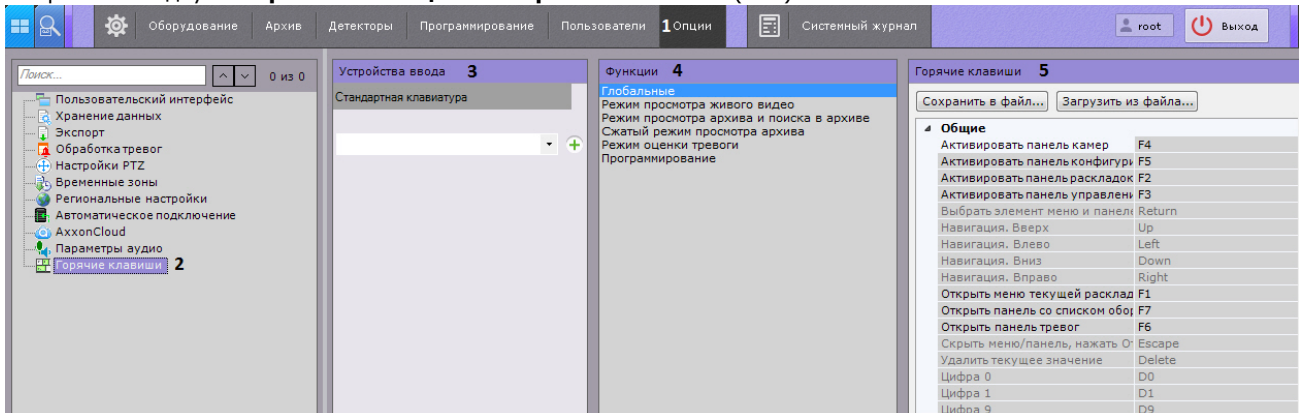 Оборудование Архив Детекторы Программирование Пользователи 1 Опции Системный журнал root Выход
Поиск... 0 из 0
Пользовательский интерфейс
Хранение данных
Экспорт
Обработка тревог
Настройки PTZ
Временные зоны
Региональные настройки
Автоматическое подключение
AxxonCloud
Параметры аудио
Горячие клавиши 2
Устройства ввода 3
Стандартная клавиатура
Функции 4
Глобальные
Режим просмотра живого видео
Режим просмотра архива и поиска в архиве
Сжатый режим просмотра архива
Режим оценки тревоги
Программирование
Горячие клавиши 5
Сохранить в файл... Загрузить из файла...
Общие
Активировать панель камер F4
Активировать панель конфигури F5
Активировать панель раскладок F2
Активировать панель управлени F3
Выбрать элемент меню и панел Return
Навигация. Вверх Up
Навигация. Влево Left
Навигация. Вниз Down
Навигация. Вправо Right
Открыть меню текущей расклад F1
Открыть панель со списком обор F7
Открыть панель тревог F6
Скрыть меню/панель, нажать От Escape
Удалить текущее значение Delete
Цифра 0 D0
Цифра 1 D1
Цифра 9 D9